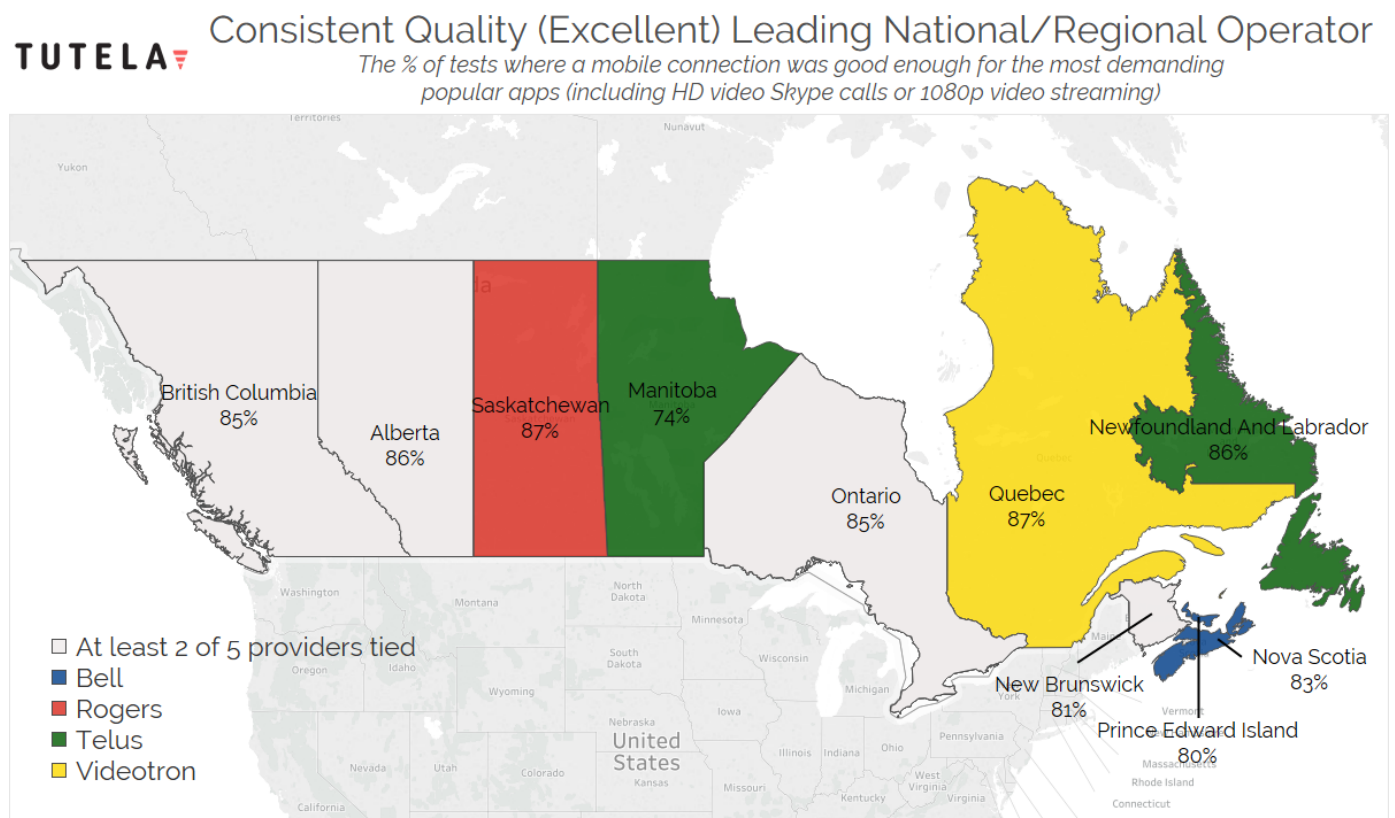 TUTELA
Consistent Quality (Excellent) Leading National/Regional Operator
The % of tests where a mobile connection was good enough for the most demanding
popular apps (including HD video Skype calls or 1080p video streaming)
Territories
Nunavut
Yukon
British Columbia
85%
Alberta
86%
Saskatchewan
87%
Manitoba
74%
Ontario
85%
Quebec
87%
Newfoundland And Labrador
86%
New Brunswick
81%
Prince Edward Island
80%
Nova Scotia
83%
At least 2 of 5 providers tied
Bell
Rogers
Telus
Videotron
Washington
Montana
North
Dakota
Minnesota
Oregon
Idaho
South
Dakota
Wisconsin
Michigan
Wyoming
Iowa
Nebraska
United
States
Nevada
Utah
Colorado
Kansas
Missouri
Illinois
Indiana
Ohio
Pennsylvania
West
Virginia
Virginia
Kentucky
California
York
Vermont
Massachusetts
Rhode Island
Connecticut